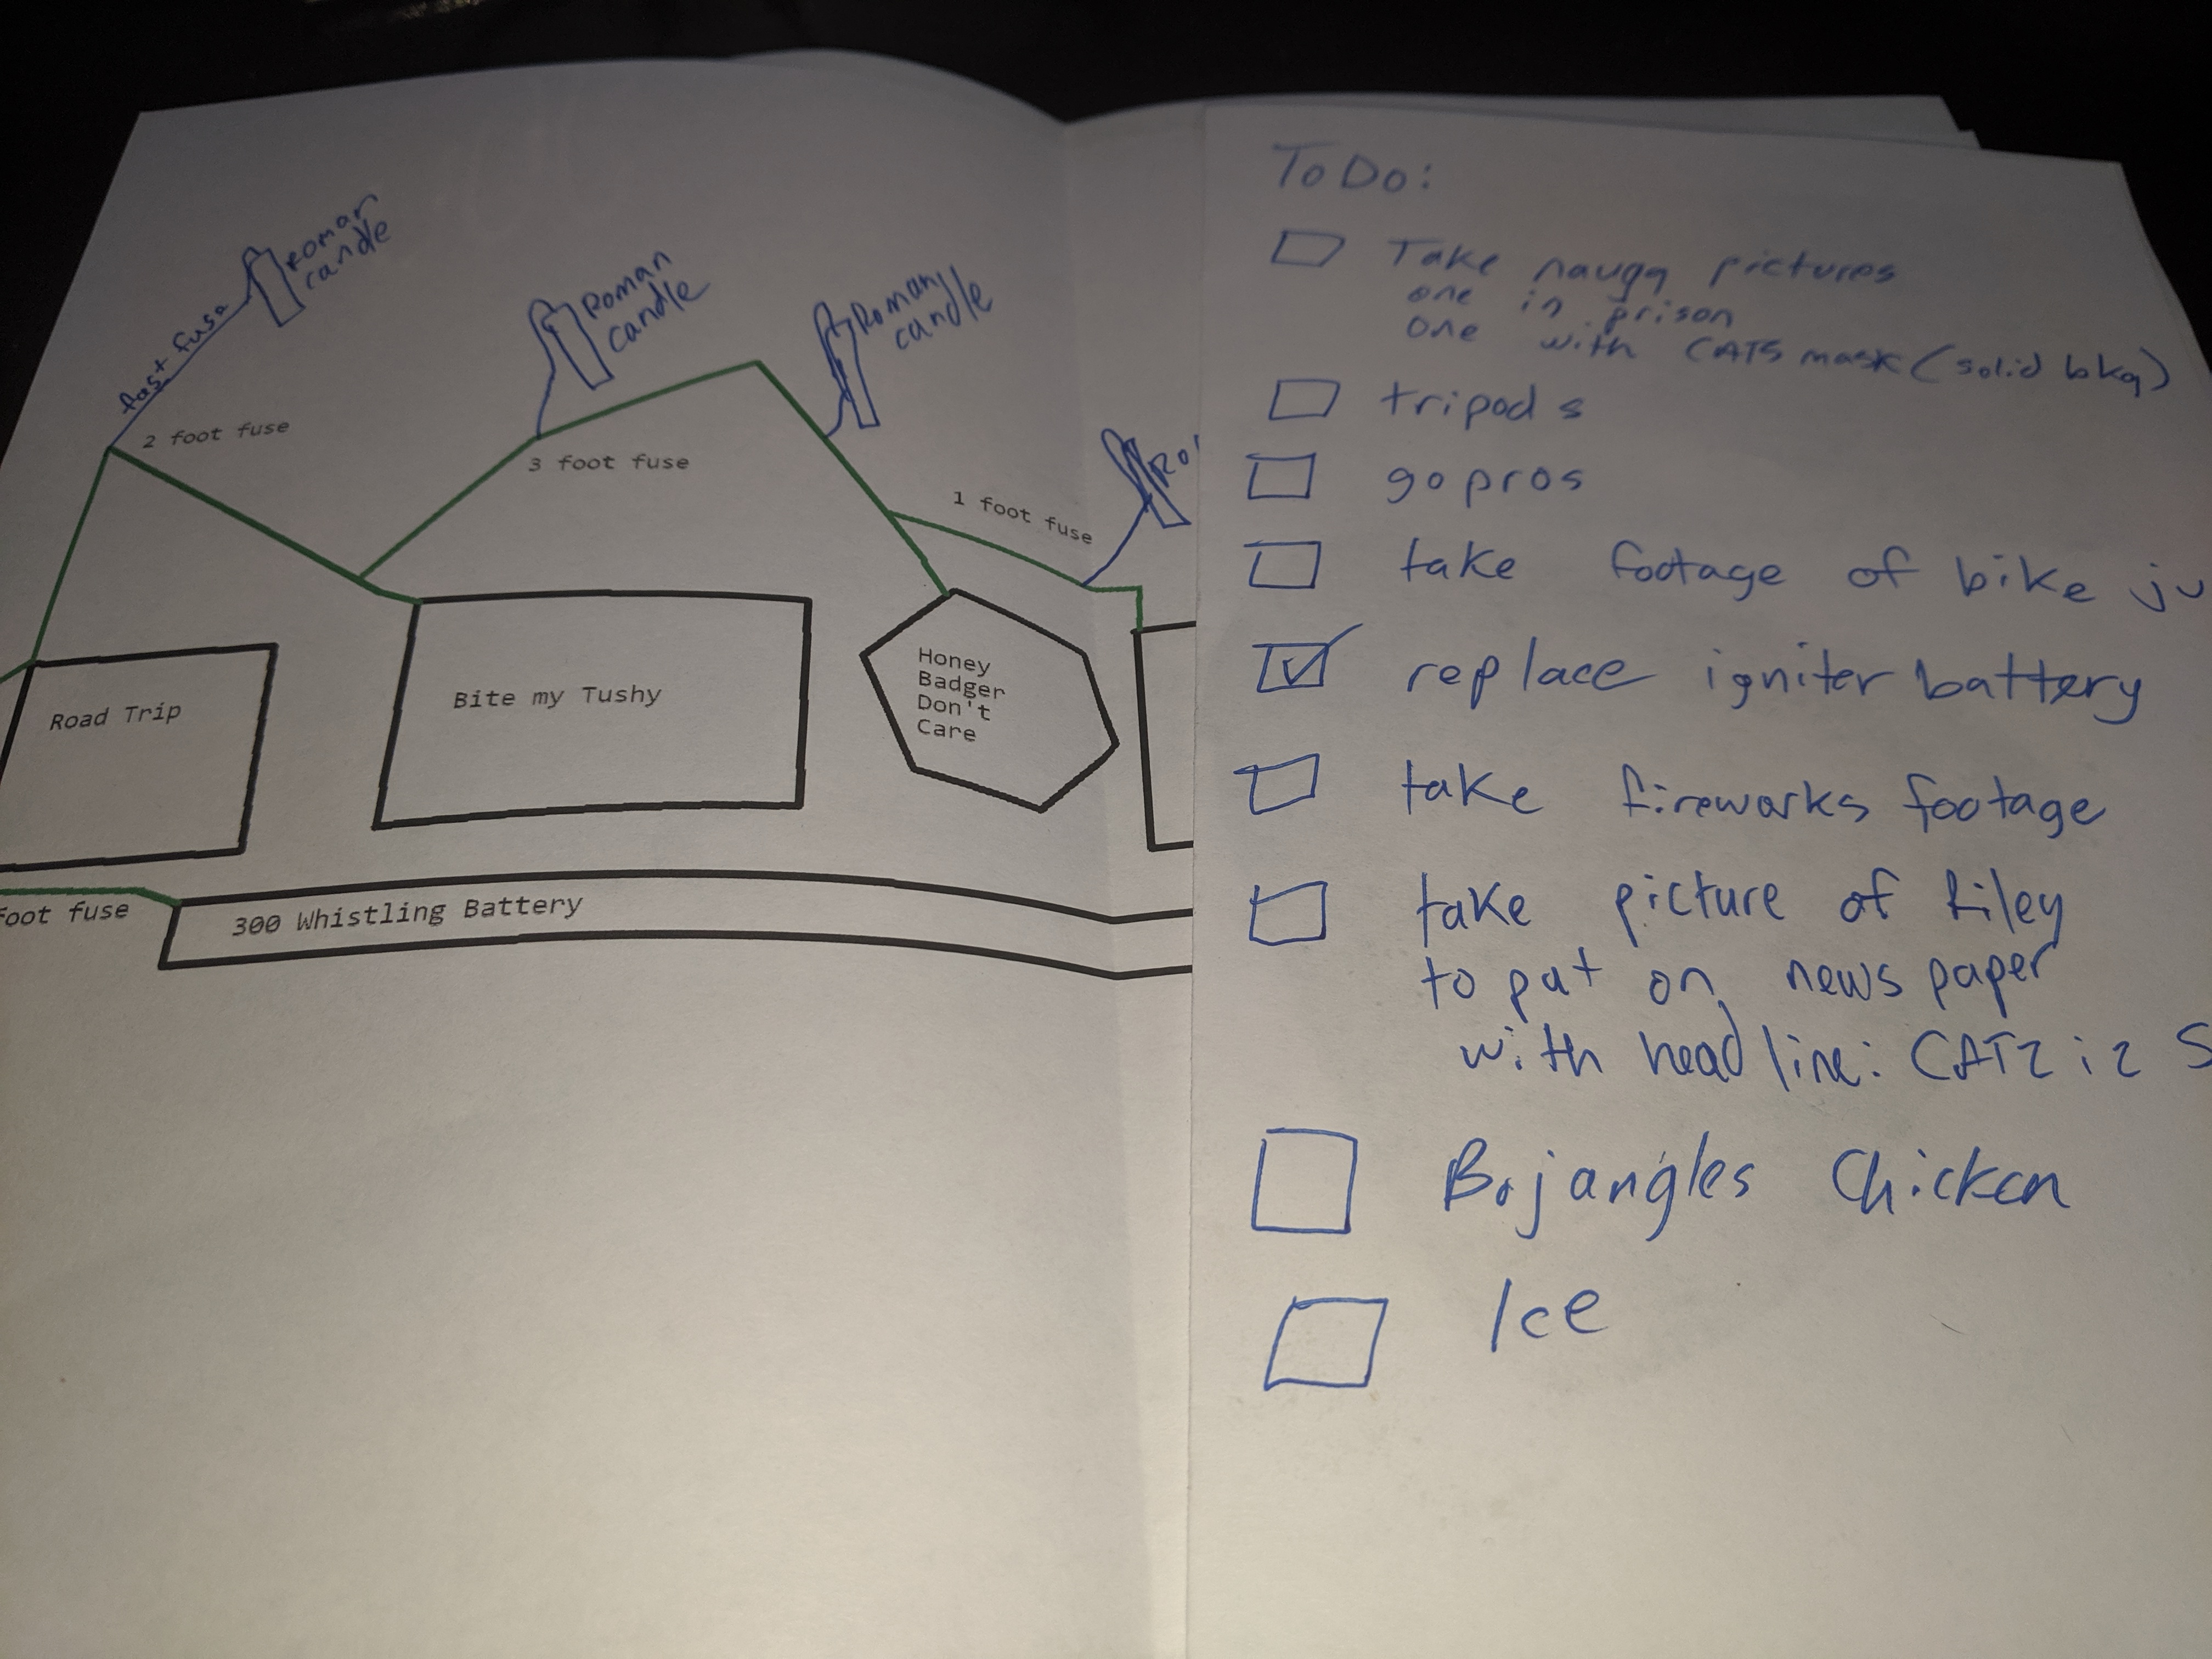 Roman
candle
fast fuse
2 foot fuse
Roman
candle
3 foot fuse
Roman
candle
1 foot fuse
Ro
Road Trip
Bite my Tushy
Honey
Badger
Don't
Care
foot fuse
300 Whistling Battery
To Do:
Take naugg pictures
one in prison
one with CATS mask (solid bkg)
tripods
go pros
take footage of bike ju
replace igniter battery
take fireworks footage
take picture of Riley
to put on news paper
with head line: CATZ iz S
Bojangles Chicken
Ice